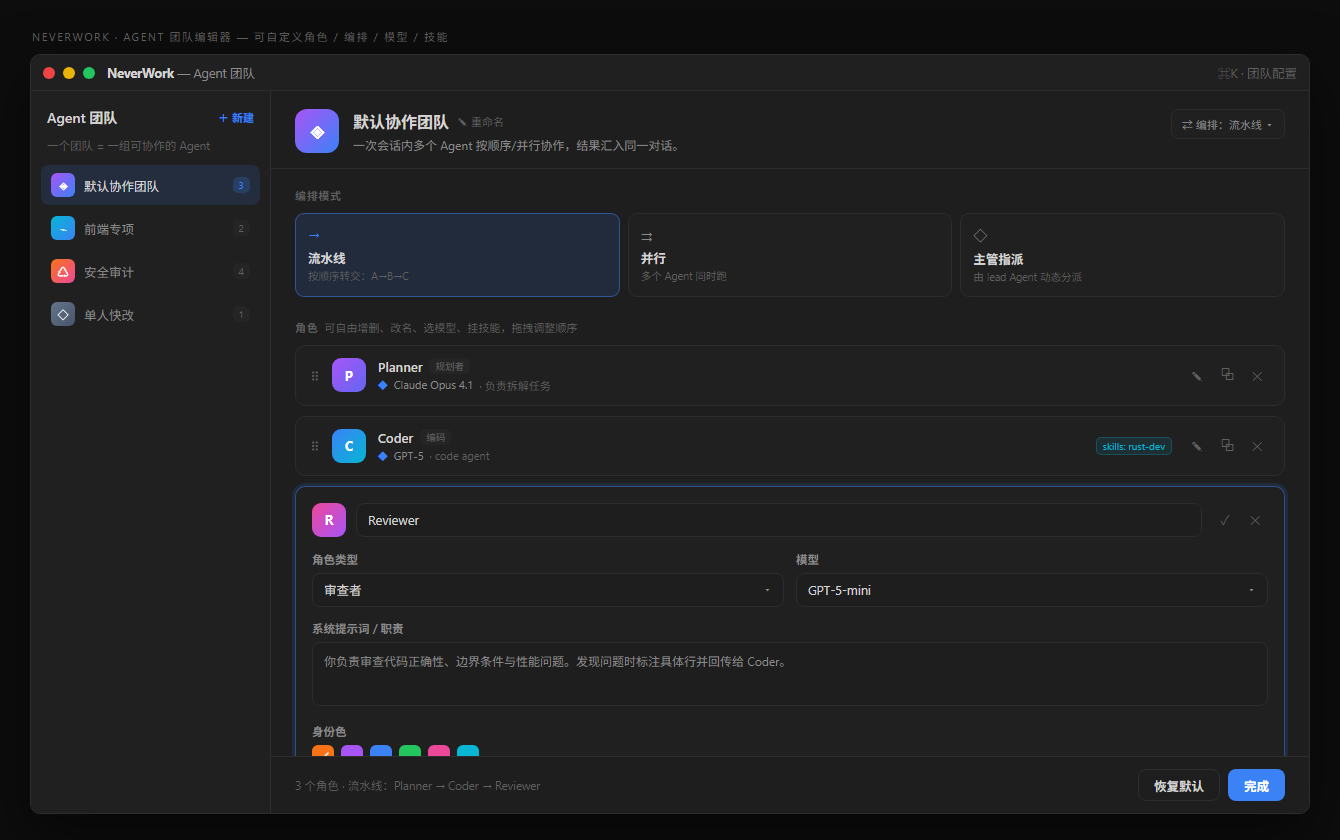 NEVERWORK · AGENT 团队编辑器 — 可自定义角色 / 编排 / 模型 / 技能
NeverWork — Agent 团队
⌘K · 团队配置
Agent 团队
+ 新建
一个团队 = 一组可协作的 Agent
默认协作团队
3
前端专项
2
安全审计
4
单人快改
1
默认协作团队
重命名
一次会话内多个 Agent 按顺序/并行协作，结果汇入同一对话。
⇄ 编排：流水线
编排模式
→
流水线
按顺序转交：A→B→C
⇉
并行
多个 Agent 同时跑
◇
主管指派
由 lead Agent 动态分派
角色 可自由增删、改名、选模型、挂技能，拖拽调整顺序
P
Planner 规划者
Claude Opus 4.1 · 负责拆解任务
C
Coder 编码
GPT-5 · code agent
skills: rust-dev
R
Reviewer
角色类型
模型
审查者
GPT-5-mini
系统提示词 / 职责
你负责审查代码正确性、边界条件与性能问题。发现问题时标注具体行并回传给 Coder。
身份色
3 个角色 · 流水线：Planner → Coder → Reviewer
恢复默认
完成